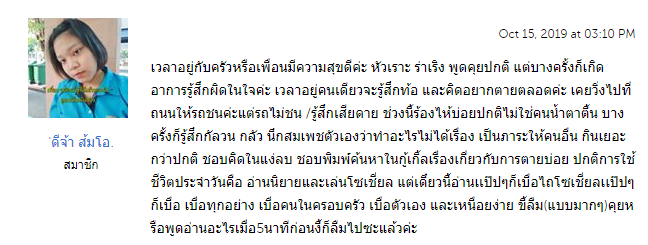 Oct 15, 2019 at 03:10 PM
เวลาอยู่กับครัวหรือเพื่อนมีความสุขดีค่ะ หัวเราะ ร่าเริง พูดคุยปกติ แต่บางครั้งก็เกิด
อาการรู้สึกผิดในใจค่ะ เวลาอยู่คนเดียวจะรู้สึกท้อ และคิดอยากตายตลอดค่ะ เคยวิ่งไปที่
ถนนให้รถชนค่ะแต่รถไม่ชน /รู้สึกเสียดาย ช่วงนี้ร้องไห้บ่อยปกติไม่ใช่คนน้ำตาตื้น บาง
ครั้งก็รู้สึกกัลวน กลัว นึกสมเพชตัวเองว่าทำอะไรไม่ได้เรื่อง เป็นภาระให้คนอื่น กินเยอะ
กว่าปกติ ชอบคิดในแง่ลบ ชอบพิมพ์ค้นหาในกู้เกิ้ลเรื่องเกี่ยวกับการตายบ่อย ปกติการใช้
ชีวิตประจำวันคือ อ่านนิยายและเล่นโซเชี่ยล แต่เดี๋ยวนี้อ่านแป๊ปๆก็เบื่อไถโซเชี่ยลแป๊ปๆ
ก็เบื่อ เบื่อทุกอย่าง เบื่อคนในครอบครัว เบื่อตัวเอง และเหนื่อยง่าย ขี้ลืม(แบบมากๆ)คุยห
รือพูดอ่านอะไรเมื่อ5นาทีก่อนงี้ก็ลืมไปซะแล้วค่ะ
ดีจ้า ส้มโอ.
สมาชิก